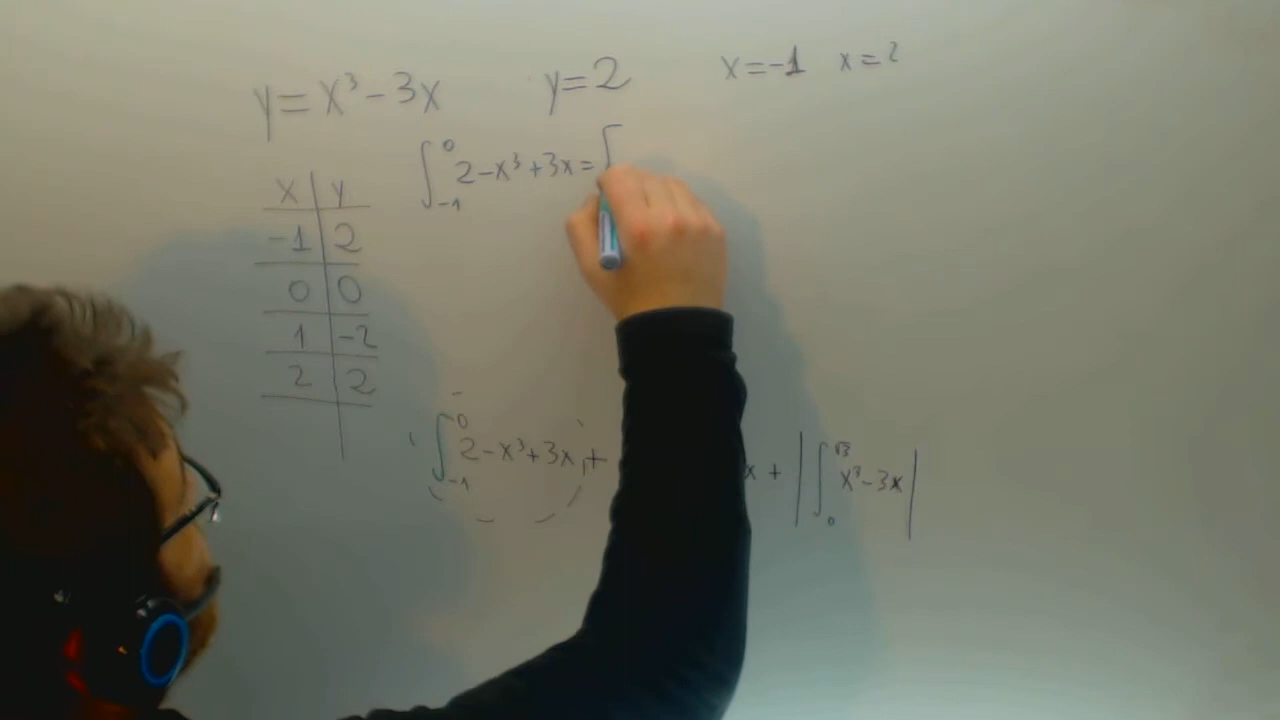 y=x³-3x y=2 x=-1 x=2
∫₋₁⁰ 2-x³+3x=∫
x y
-1 2
0 0
1 -2
2 2
∫₋₁⁰ 2-x³+3x + x + |∫₀^√3 x³-3x|